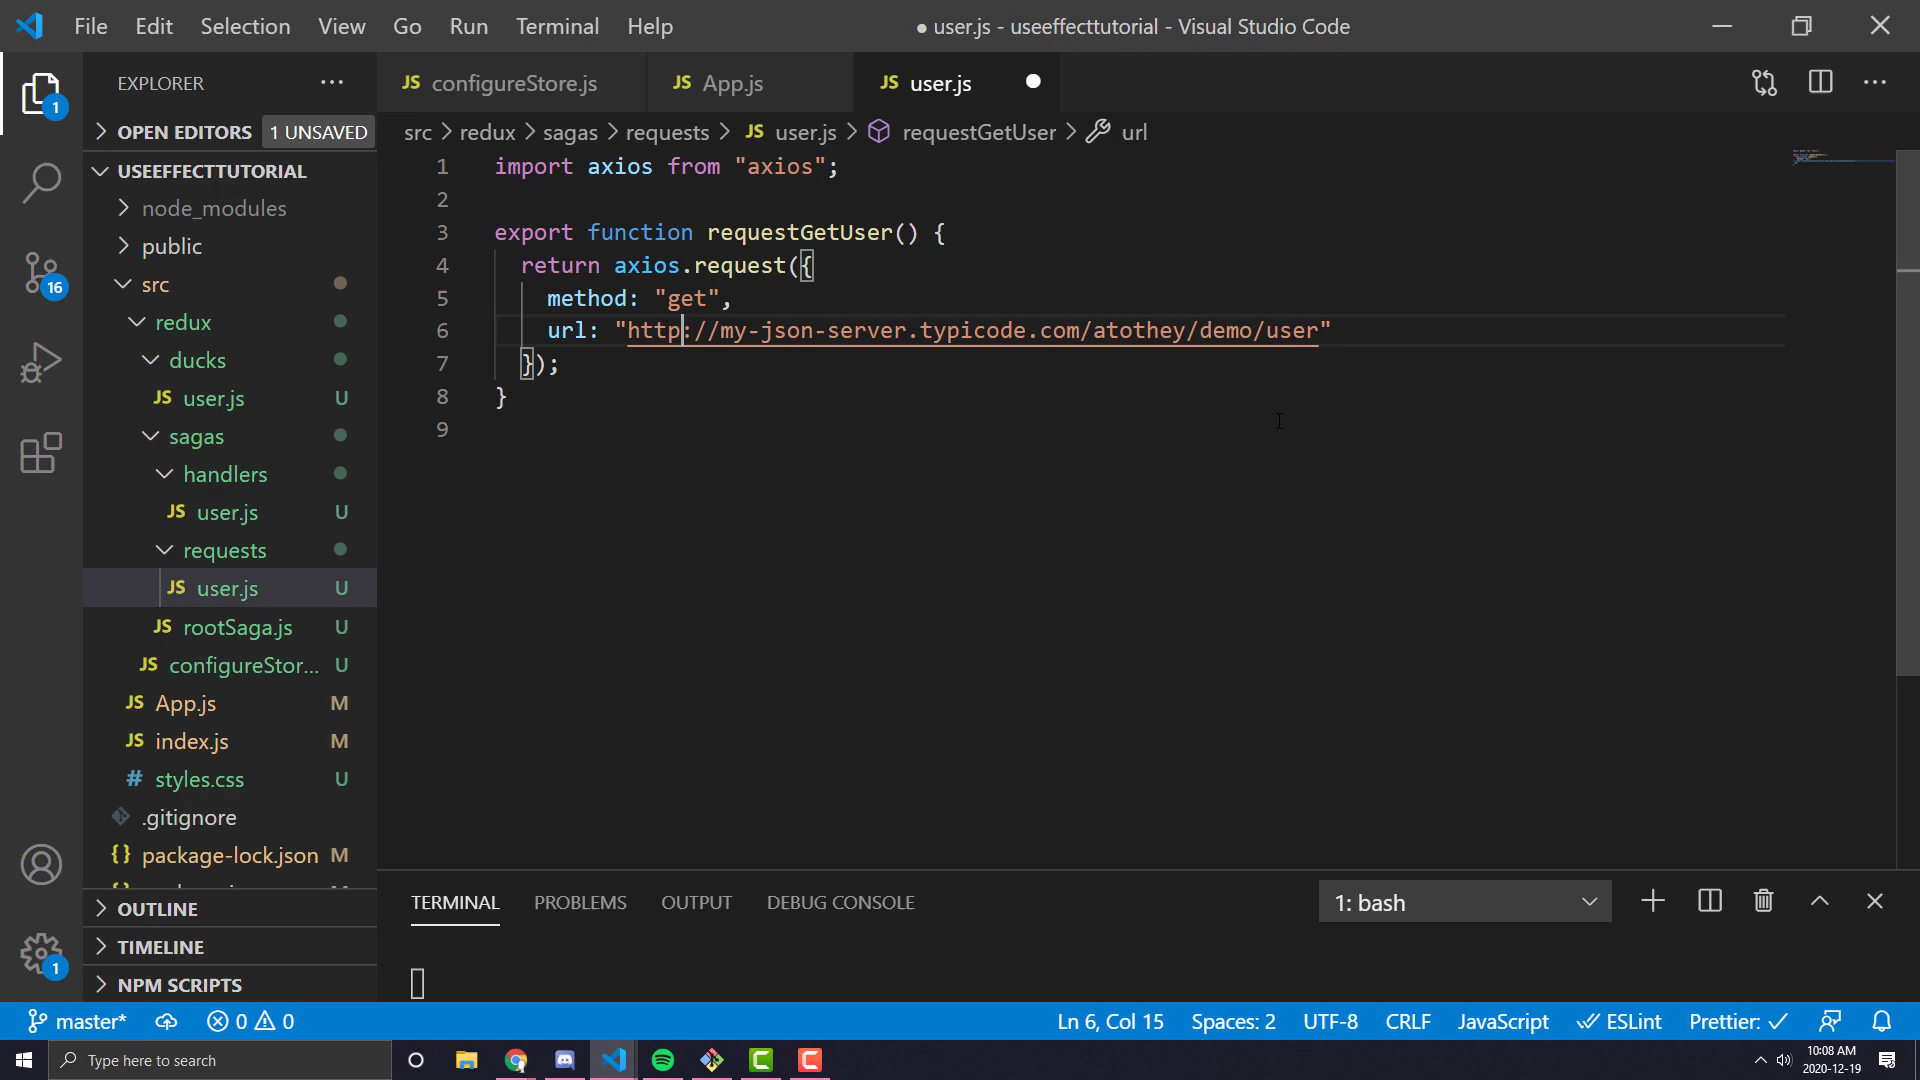 File Edit Selection View Go Run Terminal Help
● user.js - useeffecttutorial - Visual Studio Code
EXPLORER
OPEN EDITORS 1 UNSAVED
USEEFFECTTUTORIAL
node_modules
public
src
redux
ducks
JS user.js U
sagas
handlers
JS user.js U
requests
JS user.js U
JS rootSaga.js U
JS configureStor... U
JS App.js M
JS index.js M
# styles.css U
.gitignore
{} package-lock.json M
OUTLINE
TIMELINE
NPM SCRIPTS
1
16
1
JS configureStore.js JS App.js JS user.js
src > redux > sagas > requests > JS user.js > requestGetUser > url
1 import axios from "axios";
2
3 export function requestGetUser() {
4 return axios.request({
5 method: "get",
6 url: "http://my-json-server.typicode.com/atothey/demo/user"
7 });
8 }
9
TERMINAL PROBLEMS OUTPUT DEBUG CONSOLE
1: bash
master* 0 0 Ln 6, Col 15 Spaces: 2 UTF-8 CRLF JavaScript ESLint Prettier: ✓
Type here to search
10:08 AM
2020-12-19